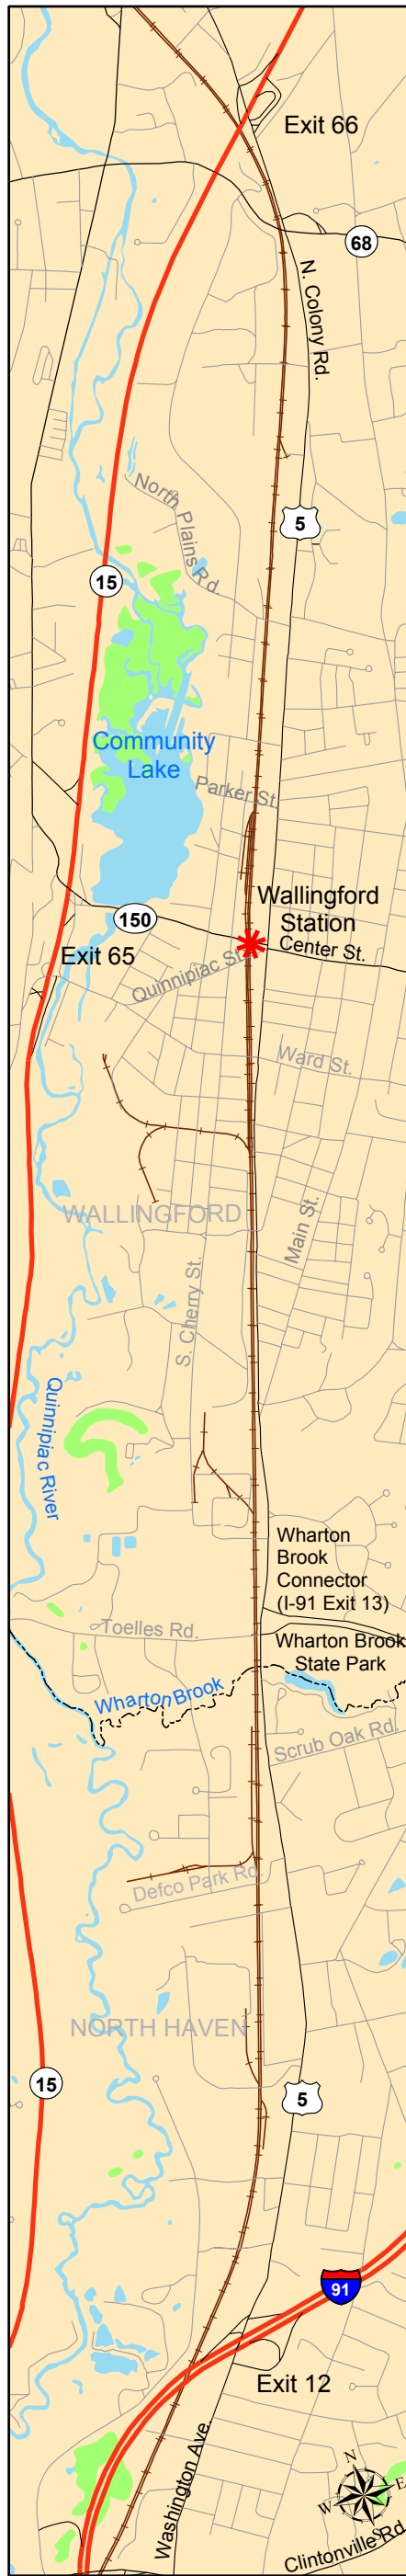 Exit 66
68
N. Colony Rd.
5
North Plains Rd.
15
Community
Lake
Parker St.
Wallingford
Station
150
Center St.
Exit 65
Quinnipiac St.
Ward St.
WALLINGFORD
Main St.
S. Cherry St.
Quinnipiac River
Wharton
Brook
Connector
(I-91 Exit 13)
Toelles Rd.
Wharton Brook
State Park
Wharton Brook
Scrub Oak Rd.
Defco Park Rd.
NORTH HAVEN
15
5
91
Exit 12
Washington Ave.
N
W
E
S
Clintonville Rd